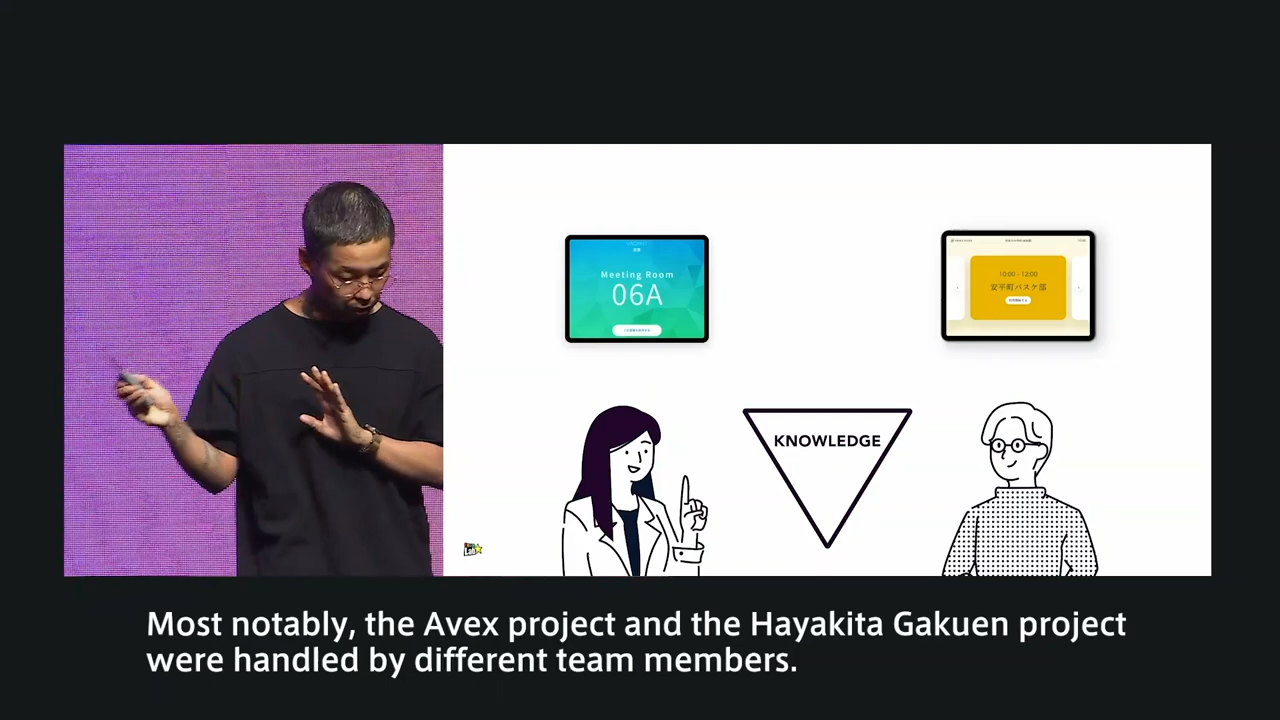 Meeting Room
06A
10:00 - 12:00
安平町バスケ部
KNOWLEDGE
Most notably, the Avex project and the Hayakita Gakuen project
were handled by different team members.